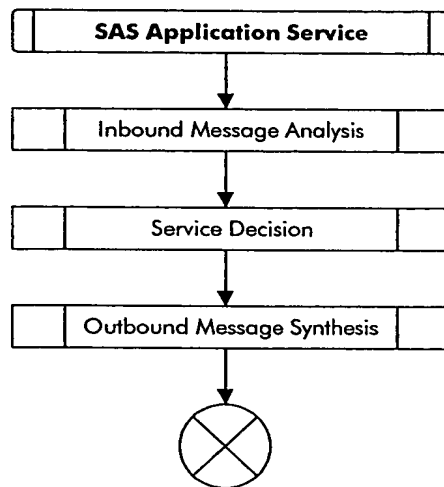 SAS Application Service
Inbound Message Analysis
Service Decision
Outbound Message Synthesis